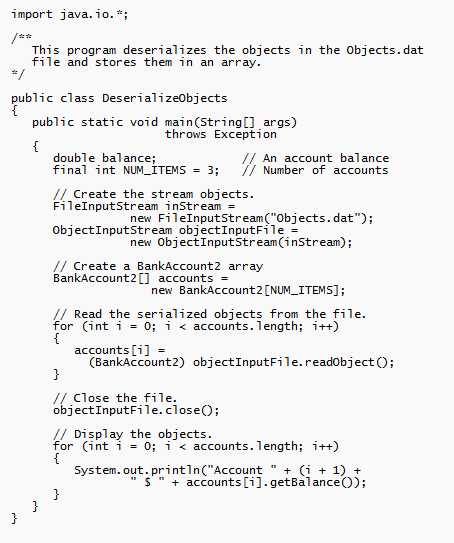 import java.io.*;
/**
   This program deserializes the objects in the Objects.dat
   file and stores them in an array.
*/
public class DeserializeObjects
{
   public static void main(String[] args)
                      throws Exception
   {
      double balance;            // An account balance
      final int NUM_ITEMS = 3;   // Number of accounts
      // Create the stream objects.
      FileInputStream inStream =
                 new FileInputStream("Objects.dat");
      ObjectInputStream objectInputFile =
                 new ObjectInputStream(inStream);
      // Create a BankAccount2 array
      BankAccount2[] accounts =
                    new BankAccount2[NUM_ITEMS];
      // Read the serialized objects from the file.
      for (int i = 0; i < accounts.length; i++)
      {
         accounts[i] =
           (BankAccount2) objectInputFile.readObject();
      }
      // Close the file.
      objectInputFile.close();
      // Display the objects.
      for (int i = 0; i < accounts.length; i++)
      {
         System.out.println("Account " + (i + 1) +
                 " $ " + accounts[i].getBalance());
      }
   }
}